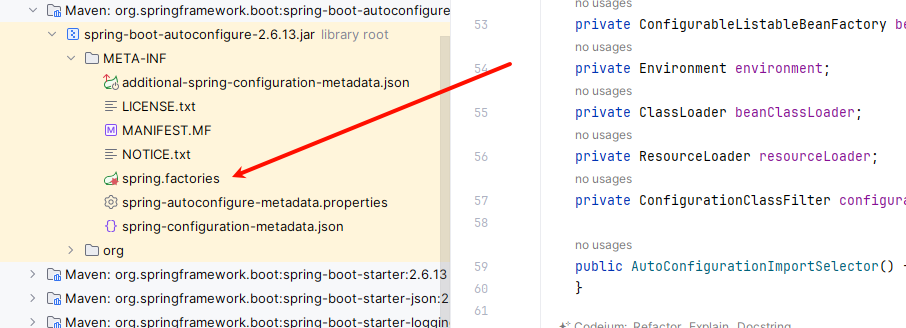 Maven: org.springframework.boot:spring-boot-autoconfigure
spring-boot-autoconfigure-2.6.13.jar library root
META-INF
additional-spring-configuration-metadata.json
LICENSE.txt
MANIFEST.MF
NOTICE.txt
spring.factories
spring-autoconfigure-metadata.properties
spring-configuration-metadata.json
org
Maven: org.springframework.boot:spring-boot-starter:2.6.13
Maven: org.springframework.boot:spring-boot-starter-json:2
Maven: org.springframework.boot:spring-boot-starter-loggin
no usages
53 private ConfigurableListableBeanFactory be
no usages
54 private Environment environment;
no usages
55 private ClassLoader beanClassLoader;
no usages
56 private ResourceLoader resourceLoader;
no usages
57 private ConfigurationClassFilter configura
58
no usages
59 public AutoConfigurationImportSelector() {
60 }
61
Codeium: Refactor Explain Docstring